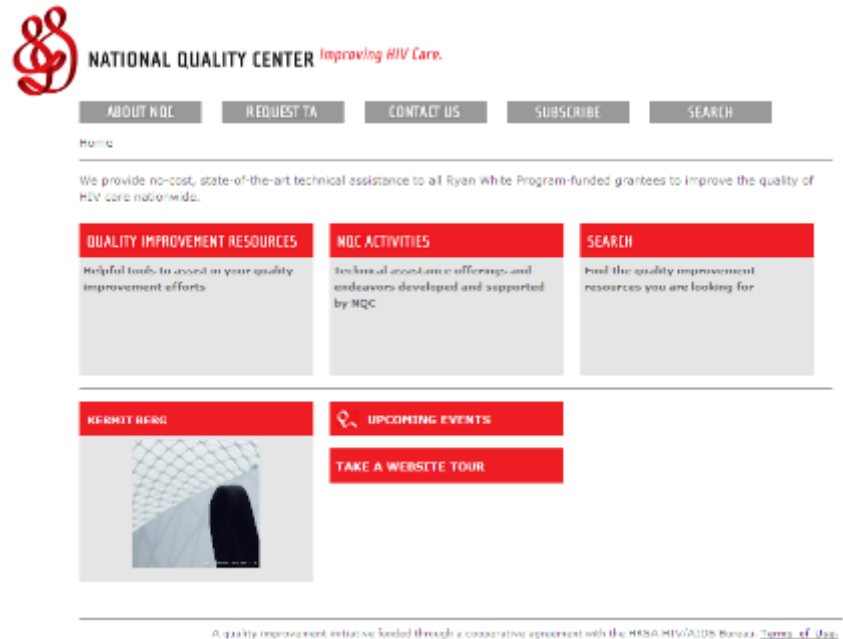 NATIONAL QUALITY CENTER Improving HIV Care.
ABOUT NQC REQUEST TA CONTACT US SUBSCRIBE SEARCH
Home
We provide no-cost, state-of-the-art technical assistance to all Ryan White Program-funded grantees to improve the quality of
HIV care nationwide.
QUALITY IMPROVEMENT RESOURCES
Helpful tools to assist in your quality
improvement efforts
NQC ACTIVITIES
Technical assistance offerings and
endeavors developed and supported
by NQC
SEARCH
Find the quality improvement
resources you are looking for
KERMIT BERG
UPCOMING EVENTS
TAKE A WEBSITE TOUR
A quality improvement initiative funded through a cooperative agreement with the HRSA HIV/AIDS Bureau. Terms of Use.